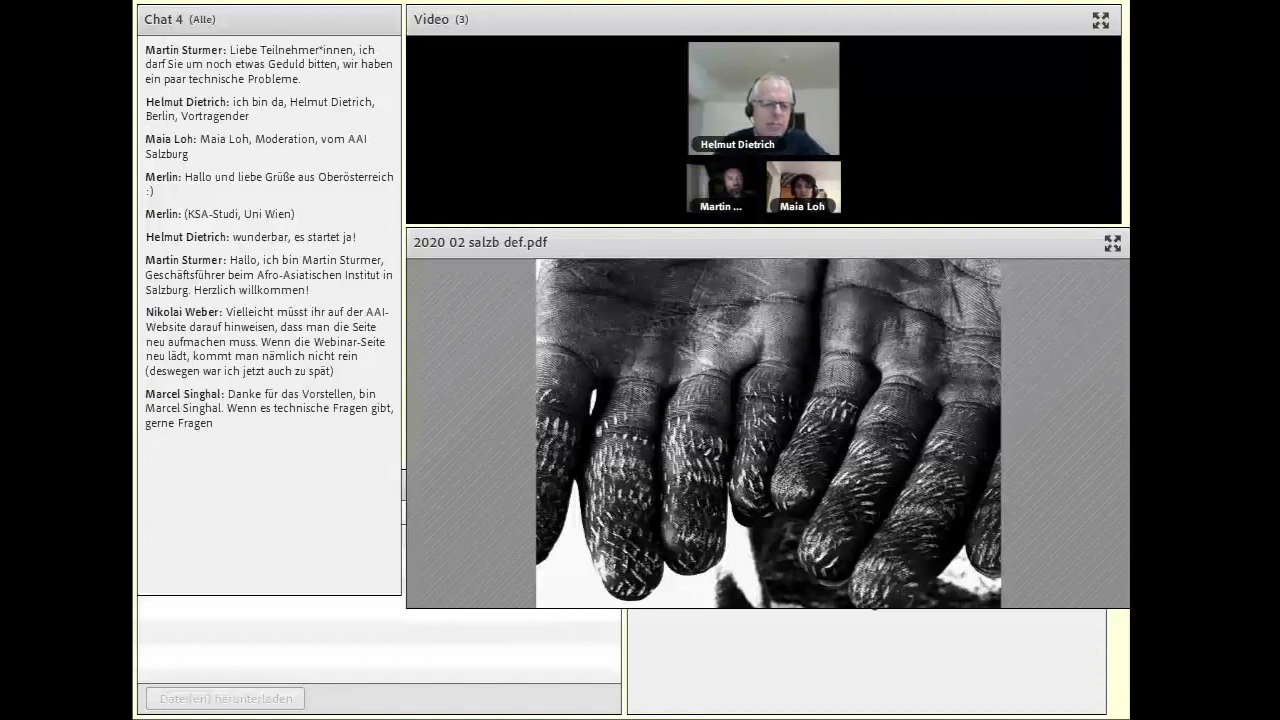 Chat 4 (Alle)
Martin Sturmer: Liebe Teilnehmer*innen, ich
darf Sie um noch etwas Geduld bitten, wir haben
ein paar technische Probleme.
Helmut Dietrich: ich bin da, Helmut Dietrich,
Berlin, Vortragender
Maia Loh: Maia Loh, Moderation, vom AAI
Salzburg
Merlin: Hallo und liebe Grüße aus Oberösterreich
:)
Merlin: (KSA-Studi, Uni Wien)
Helmut Dietrich: wunderbar, es startet ja!
Martin Sturmer: Hallo, ich bin Martin Sturmer,
Geschäftsführer beim Afro-Asiatischen Institut in
Salzburg. Herzlich willkommen!
Nikolai Weber: Vielleicht müsst ihr auf der AAI-
Website darauf hinweisen, dass man die Seite
neu aufmachen muss. Wenn die Webinar-Seite
neu lädt, kommt man nämlich nicht rein
(deswegen war ich jetzt auch zu spät)
Marcel Singhal: Danke für das Vorstellen, bin
Marcel Singhal. Wenn es technische Fragen gibt,
gerne Fragen
Video (3)
Helmut Dietrich
Martin ...
Maia Loh
2020 02 salzb def.pdf
Datei(en) herunterladen